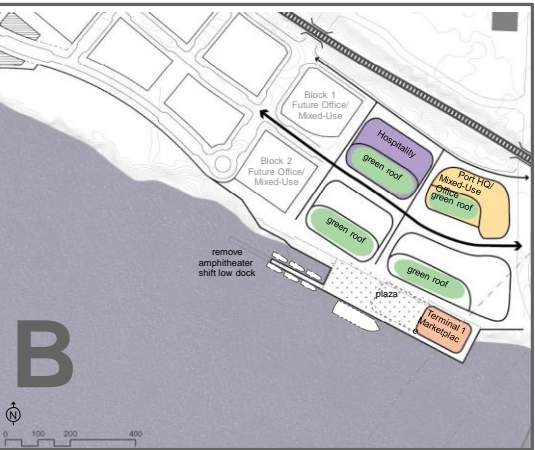 Block 1
Future Office/
Mixed-Use
Hospitality
green roof
Port HQ/
Mixed-Use
Office
green roof
Block 2
Future Office/
Mixed-Use
green roof
remove
amphitheater
shift low dock
green roof
plaza
Terminal 1
Marketplac
e
B
N
0 100 200 400